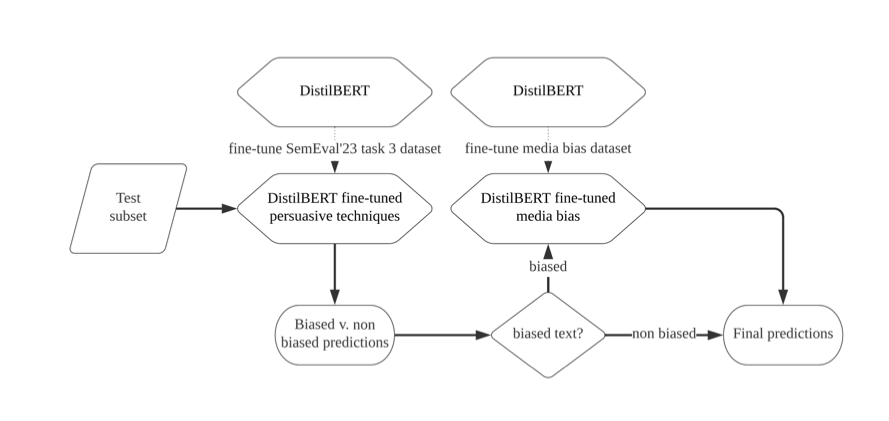 DistilBERT
DistilBERT
fine-tune SemEval'23 task 3 dataset
fine-tune media bias dataset
Test
subset
DistilBERT fine-tuned
persuasive techniques
DistilBERT fine-tuned
media bias
biased
Biased v. non
biased predictions
biased text?
non biased
Final predictions